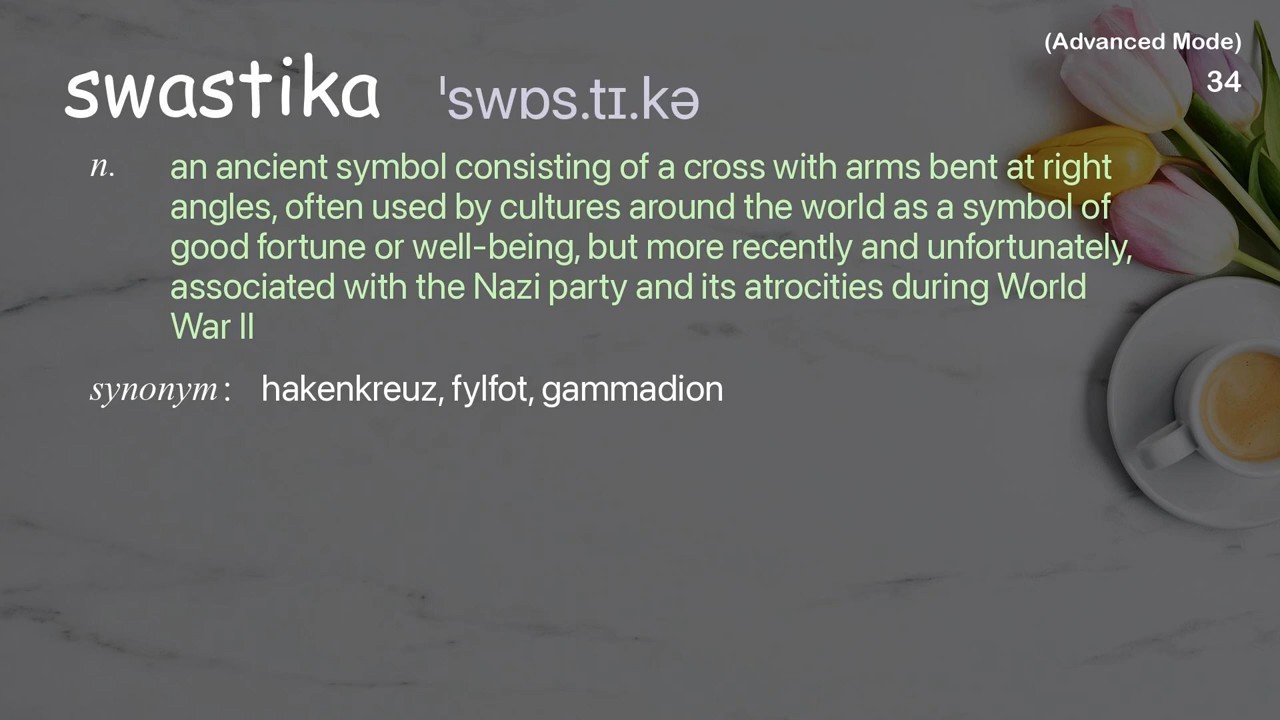 (Advanced Mode)
34
swastika ˈswɒs.tɪ.kə
n. an ancient symbol consisting of a cross with arms bent at right
angles, often used by cultures around the world as a symbol of
good fortune or well-being, but more recently and unfortunately,
associated with the Nazi party and its atrocities during World
War II
synonym: hakenkreuz, fylfot, gammadion